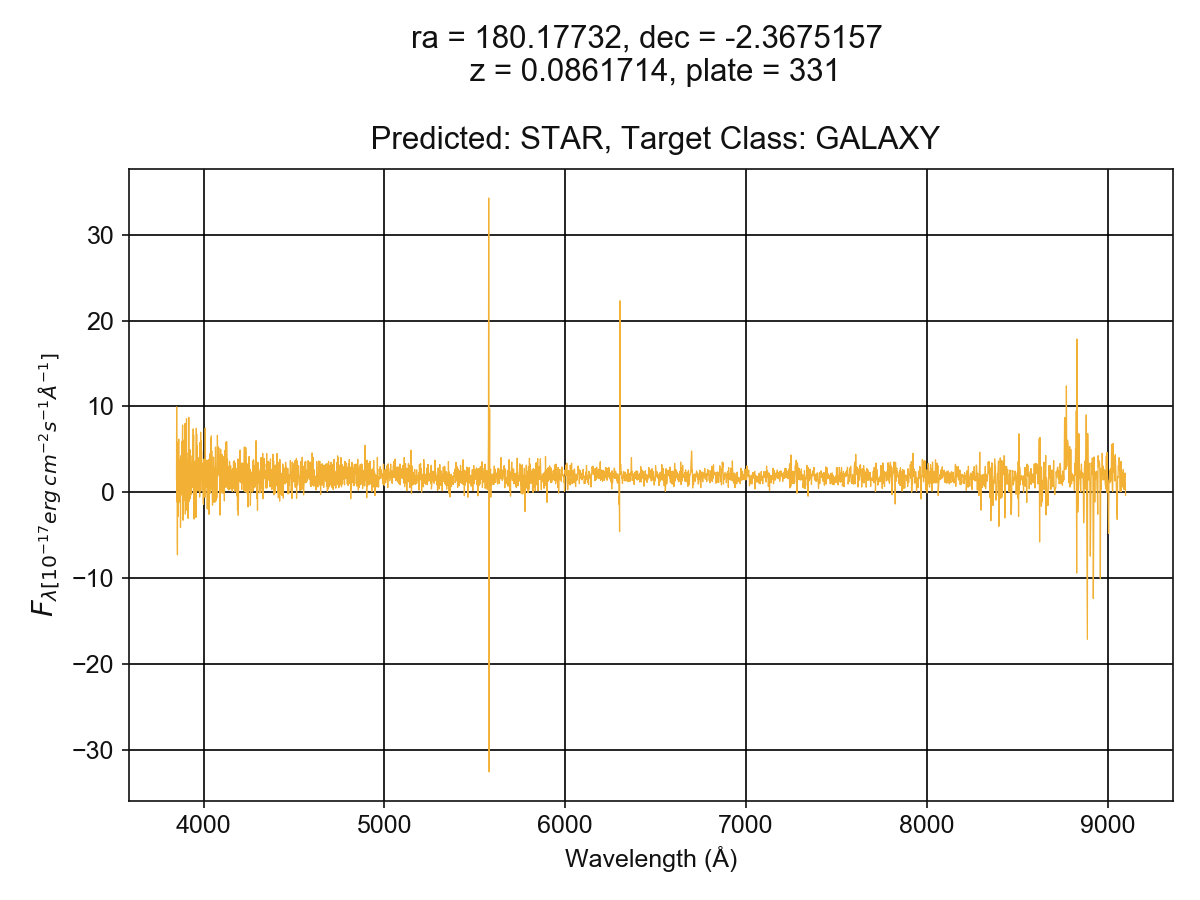 ra = 180.17732, dec = -2.3675157
z = 0.0861714, plate = 331
Predicted: STAR, Target Class: GALAXY
30
20
10
0
−10
−20
−30
F_{λ[10^{−17}erg cm^{−2}s^{−1}Å^{−1}]}
4000 5000 6000 7000 8000 9000
Wavelength (Å)